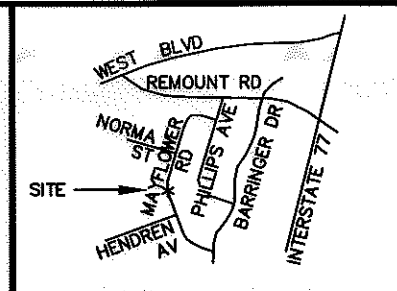 WEST BLVD
REMOUNT RD
NORMA ST
MAYFLOWER RD
PHILLIPS AVE
BARRINGER DR
INTERSTATE 77
SITE
HENDREN AV